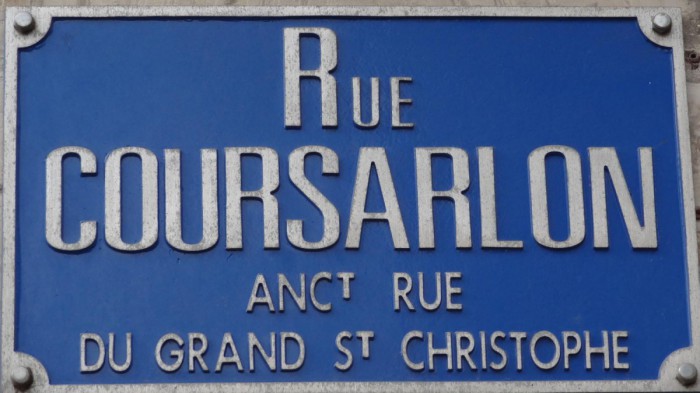 RUE
COURSARLON
ANCT RUE
DU GRAND ST CHRISTOPHE